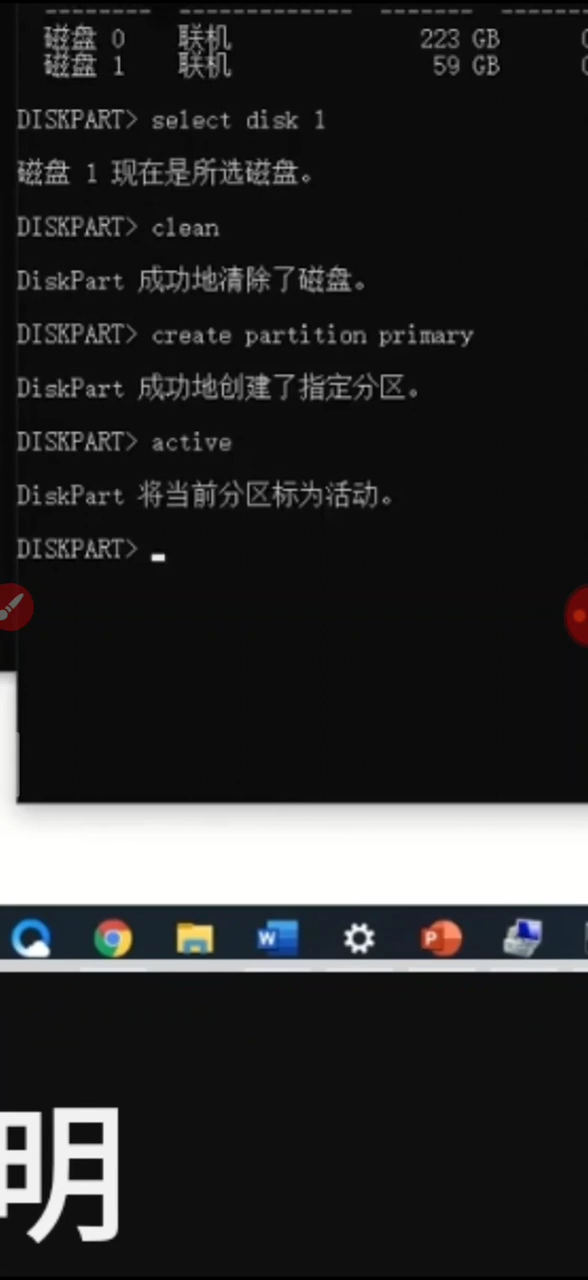 磁盘 0 联机 223 GB
磁盘 1 联机 59 GB
DISKPART> select disk 1
磁盘 1 现在是所选磁盘。
DISKPART> clean
DiskPart 成功地清除了磁盘。
DISKPART> create partition primary
DiskPart 成功地创建了指定分区。
DISKPART> active
DiskPart 将当前分区标为活动。
DISKPART>
W P
明